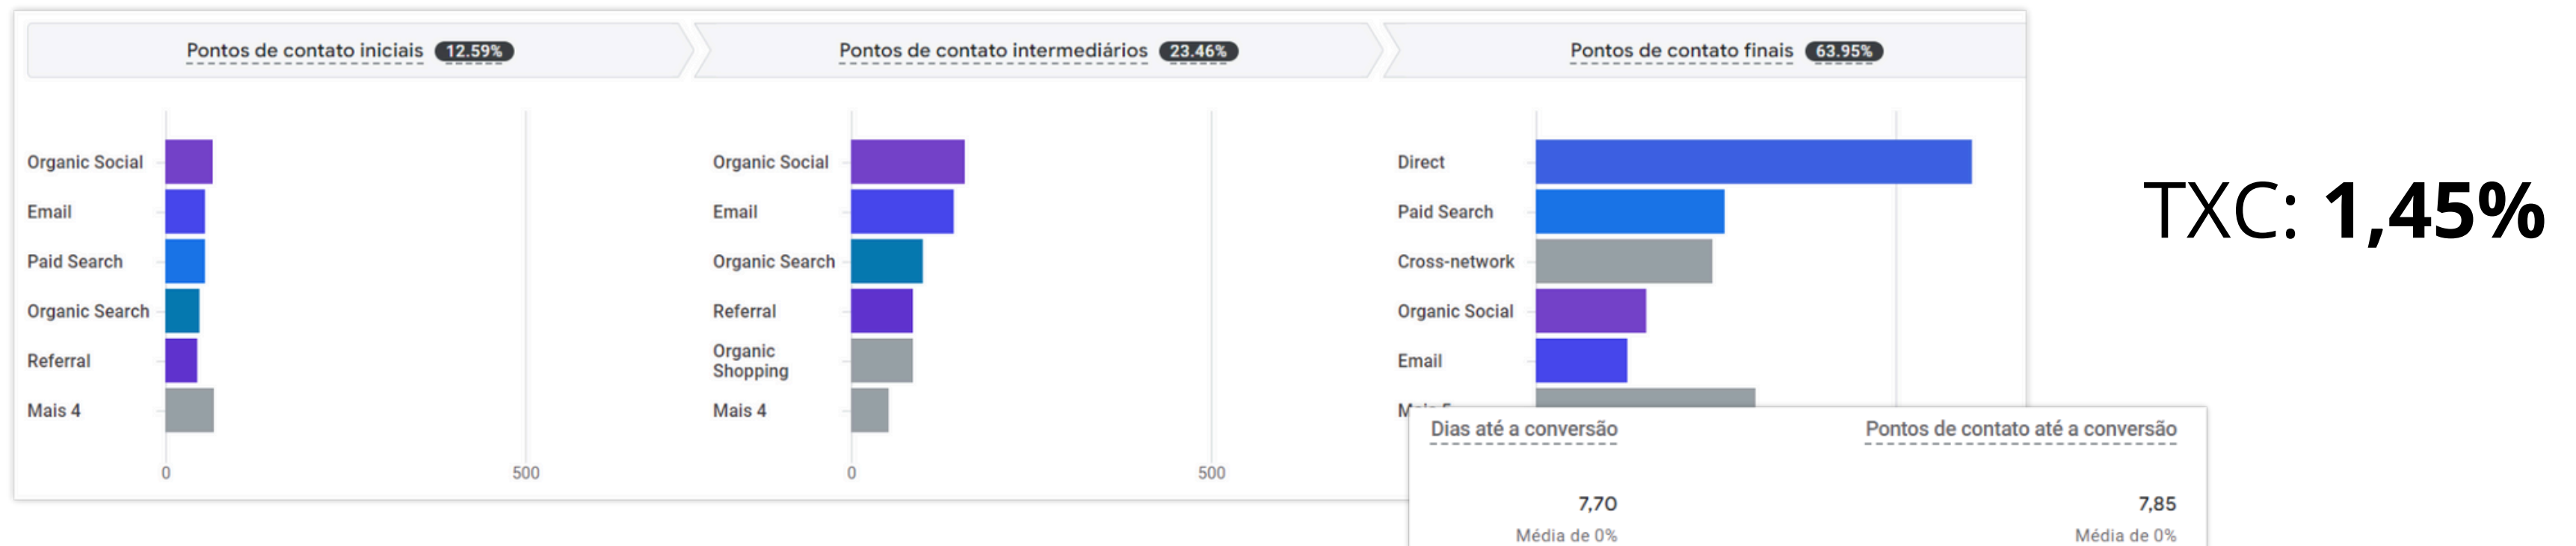 Pontos de contato iniciais 12.59%
Pontos de contato intermediários 23.46%
Pontos de contato finais 63.95%
Organic Social
Email
Paid Search
Organic Search
Referral
Mais 4
0
500
Organic Social
Email
Organic Search
Referral
Organic
Shopping
Mais 4
0
500
Direct
Paid Search
Cross-network
Organic Social
Email
Dias até a conversão
7,70
Média de 0%
Pontos de contato até a conversão
7,85
Média de 0%
TXC: 1,45%